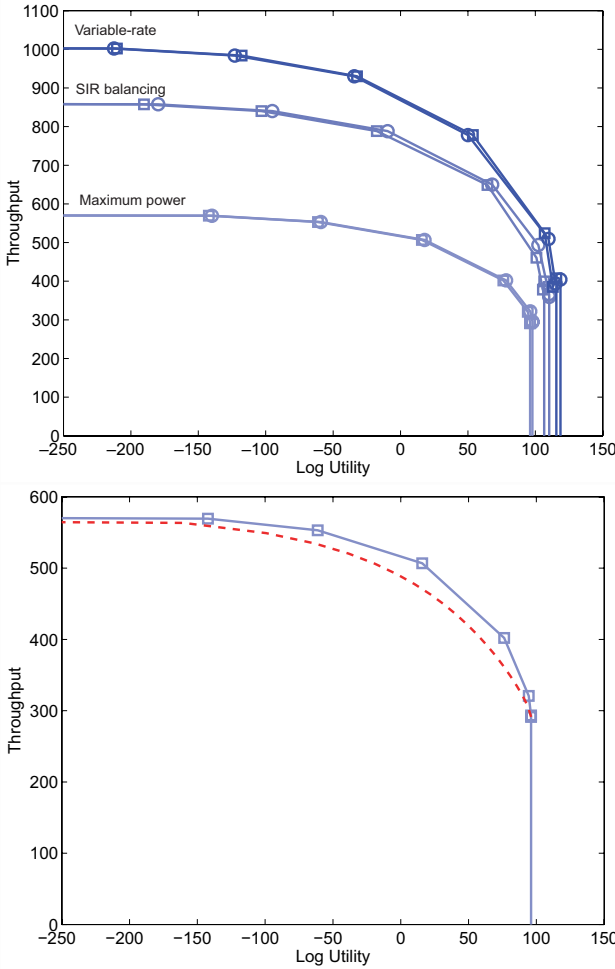 1100
1000
900
800
700
600
500
400
300
200
100
0
Throughput
Variable-rate
SIR balancing
Maximum power
−250 −200 −150 −100 −50 0 50 100 150
Log Utility
600
500
400
300
200
100
0
Throughput
−250 −200 −150 −100 −50 0 50 100 150
Log Utility